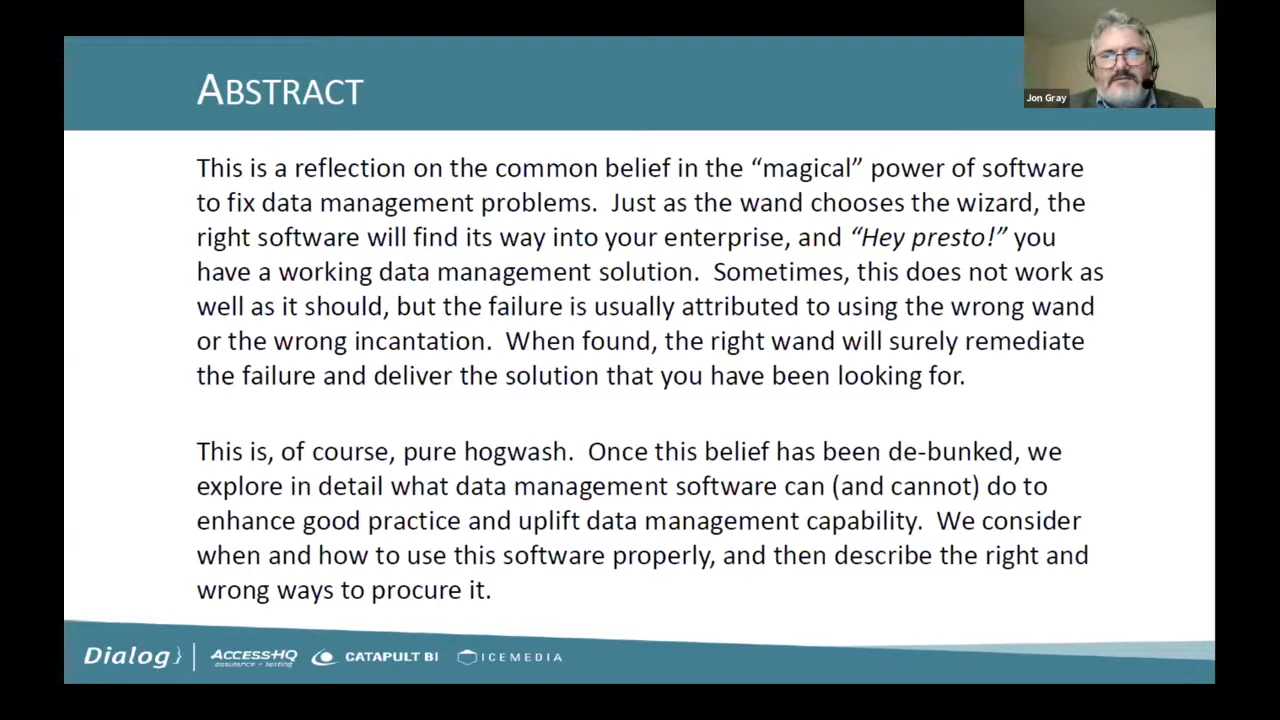 ABSTRACT
Jon Gray
This is a reflection on the common belief in the “magical” power of software
to fix data management problems.  Just as the wand chooses the wizard, the
right software will find its way into your enterprise, and “Hey presto!” you
have a working data management solution.  Sometimes, this does not work as
well as it should, but the failure is usually attributed to using the wrong wand
or the wrong incantation.  When found, the right wand will surely remediate
the failure and deliver the solution that you have been looking for.
This is, of course, pure hogwash.  Once this belief has been de-bunked, we
explore in detail what data management software can (and cannot) do to
enhance good practice and uplift data management capability.  We consider
when and how to use this software properly, and then describe the right and
wrong ways to procure it.
Dialog} ACCESSHQ CATAPULT BI ICEMEDIA
assurance + testing